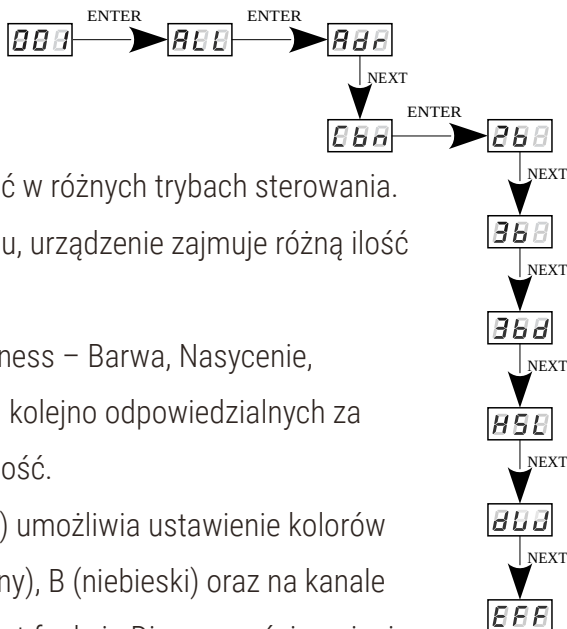 ENTER ENTER
001 ALL Adr
NEXT
ENTER
Cbn 2b
NEXT
ć w różnych trybach sterowania.
3b
u, urządzenie zajmuje różną ilość
NEXT
3bd
ness – Barwa, Nasycenie,
NEXT
kolejno odpowiedzialnych za
HSL
ość.
NEXT
) umożliwia ustawienie kolorów
dUd
ny), B (niebieski) oraz na kanale
NEXT
EFF